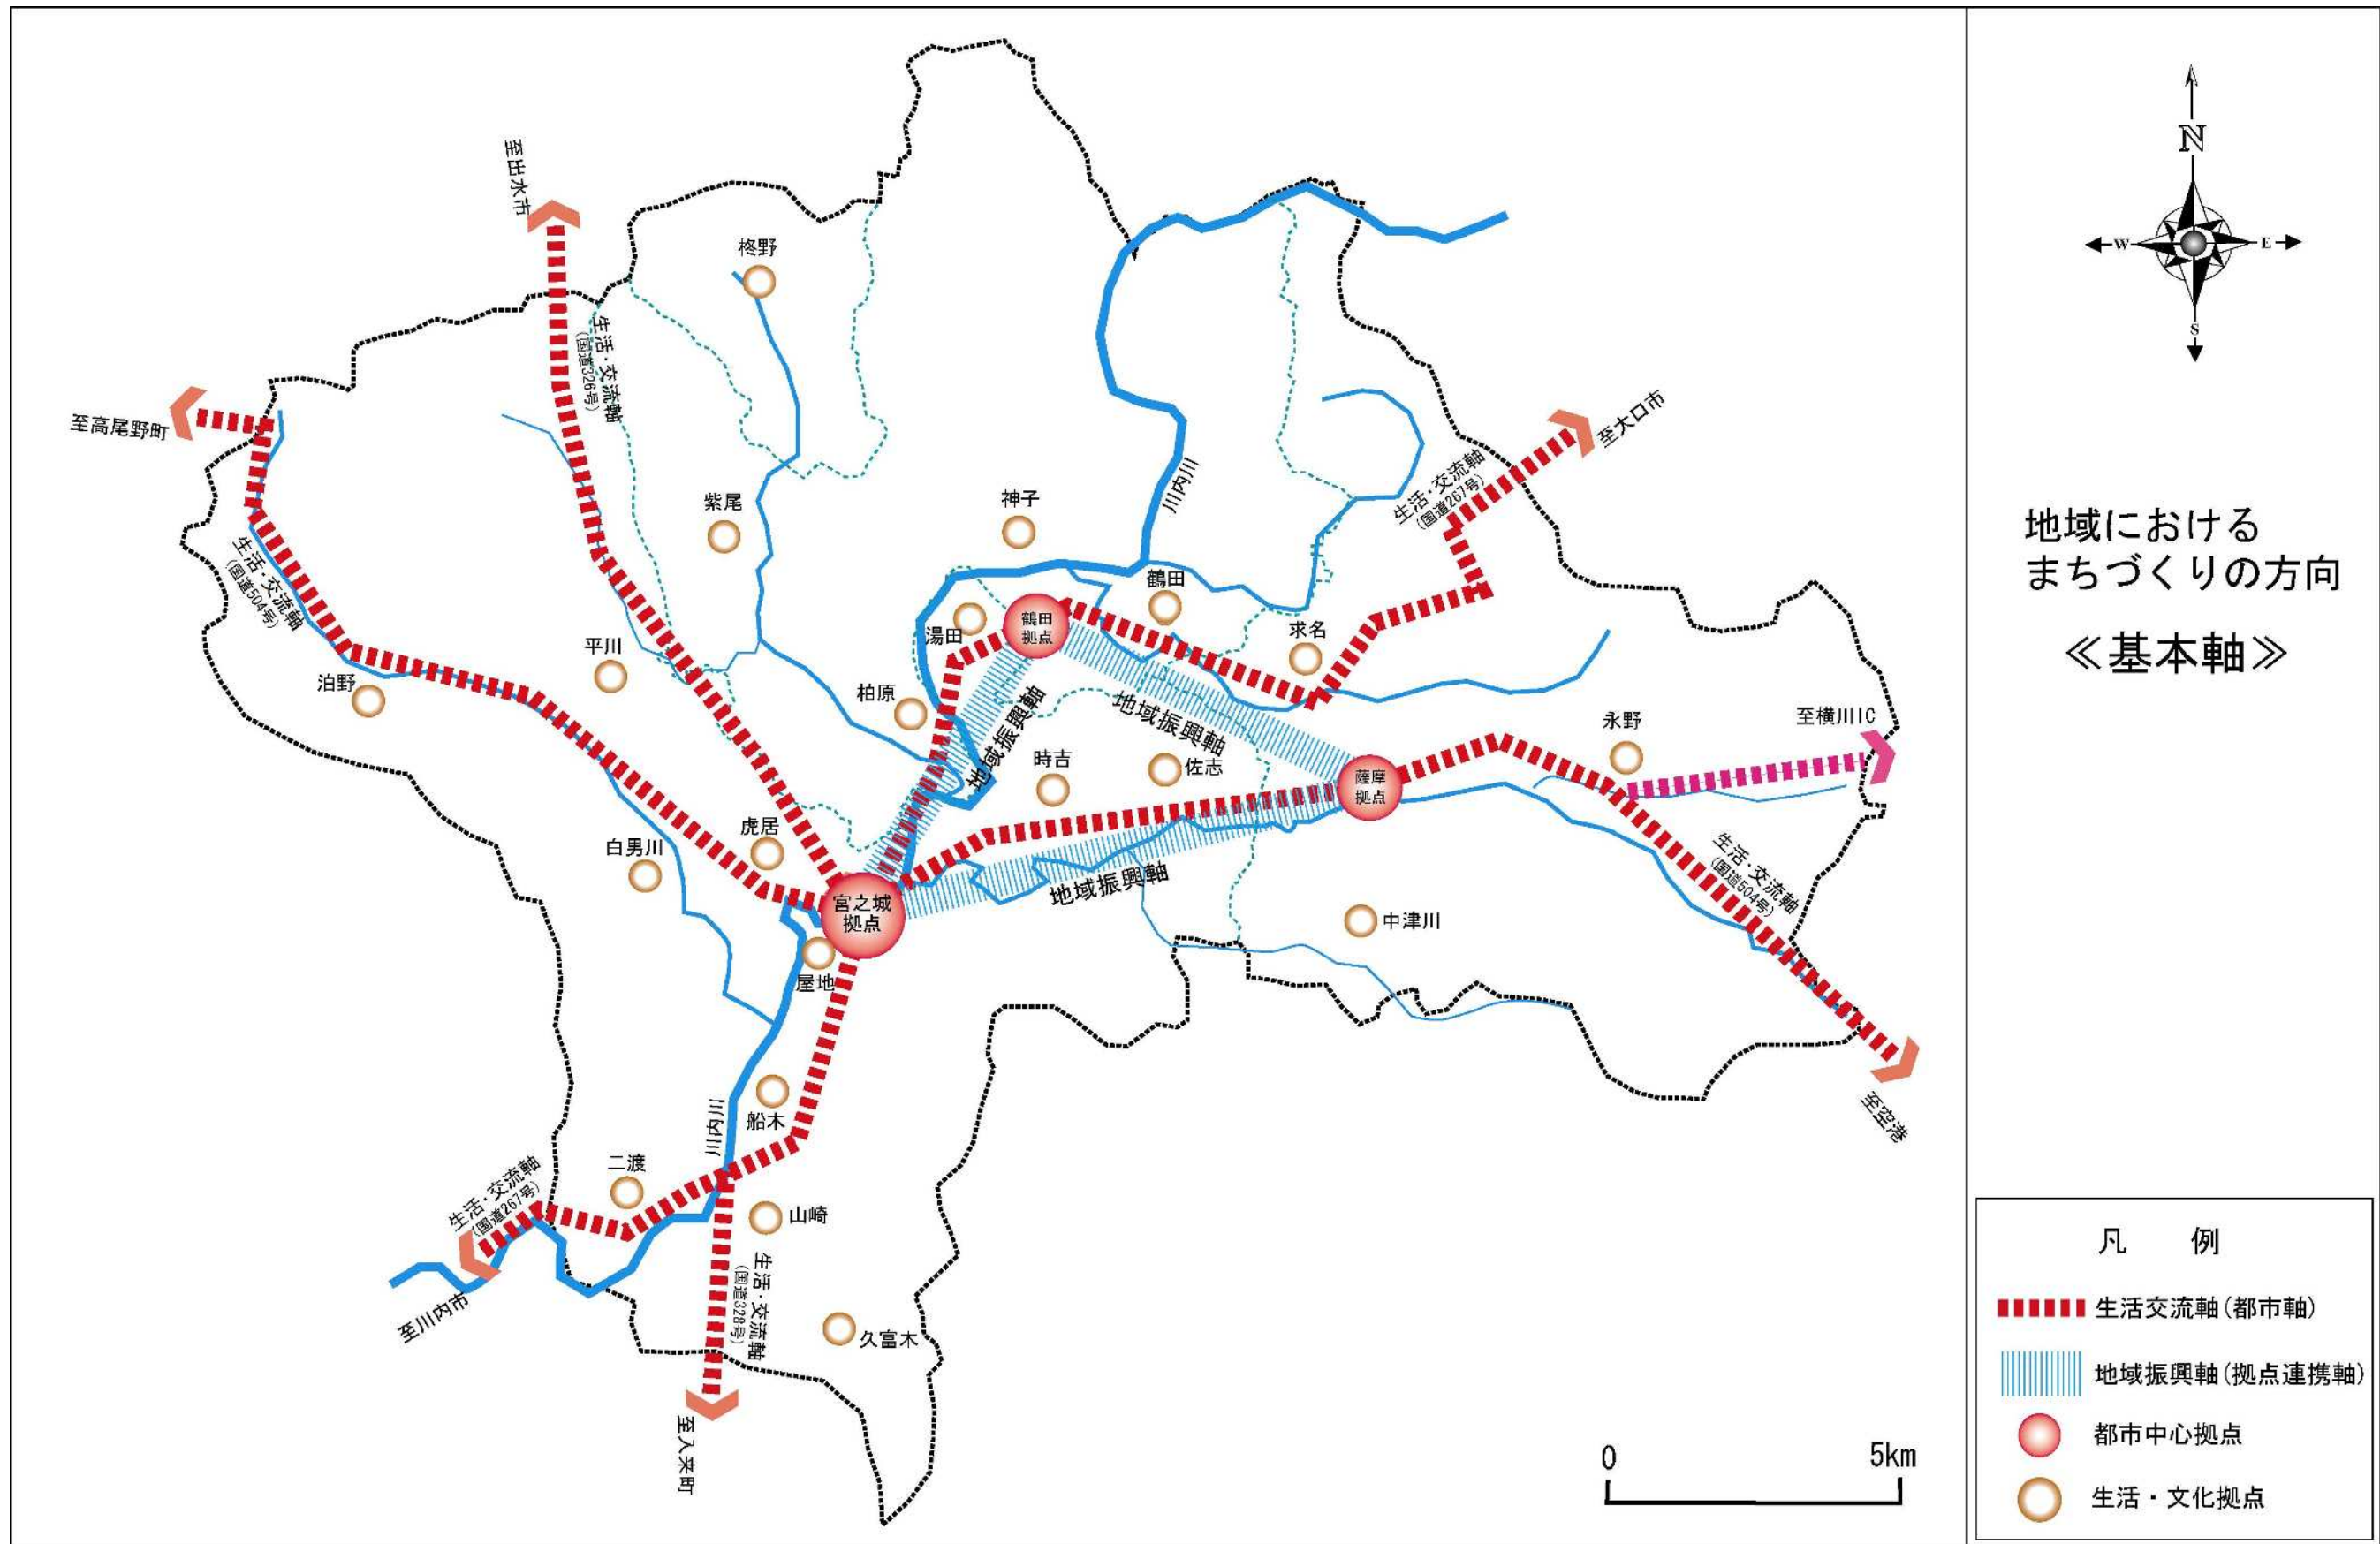 至出水市
柊野
N
W
E
S
生活・交流軸
(国道326号)
至高尾野町
至大口市
川内川
生活・交流軸
(国道267号)
紫尾
神子
地域における
まちづくりの方向
≪基本軸≫
生活・交流軸
(国道504号)
鶴田
湯田
鶴田
拠点
求名
平川
泊野
柏原
地域振興軸
地域振興軸
永野
至横川IC
時吉
佐志
薩摩
拠点
虎居
白男川
地域振興軸
生活・交流軸
(国道504号)
宮之城
拠点
中津川
屋地
至空港
船木
川内川
二渡
生活・交流軸
(国道267号)
山崎
至川内市
生活・交流軸
(国道328号)
久富木
至入来町
0
5km
凡 例
生活交流軸(都市軸)
地域振興軸(拠点連携軸)
都市中心拠点
生活・文化拠点